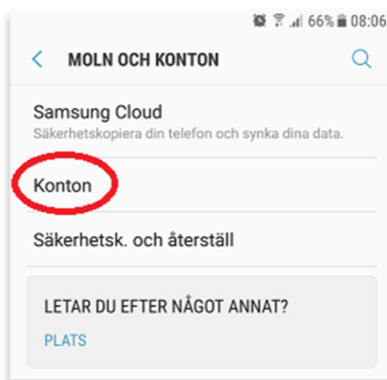 66% 08:06
MOLN OCH KONTON
Samsung Cloud
Säkerhetskopiera din telefon och synka dina data.
Konton
Säkerhetsk. och återställ
LETAR DU EFTER NÅGOT ANNAT?
PLATS